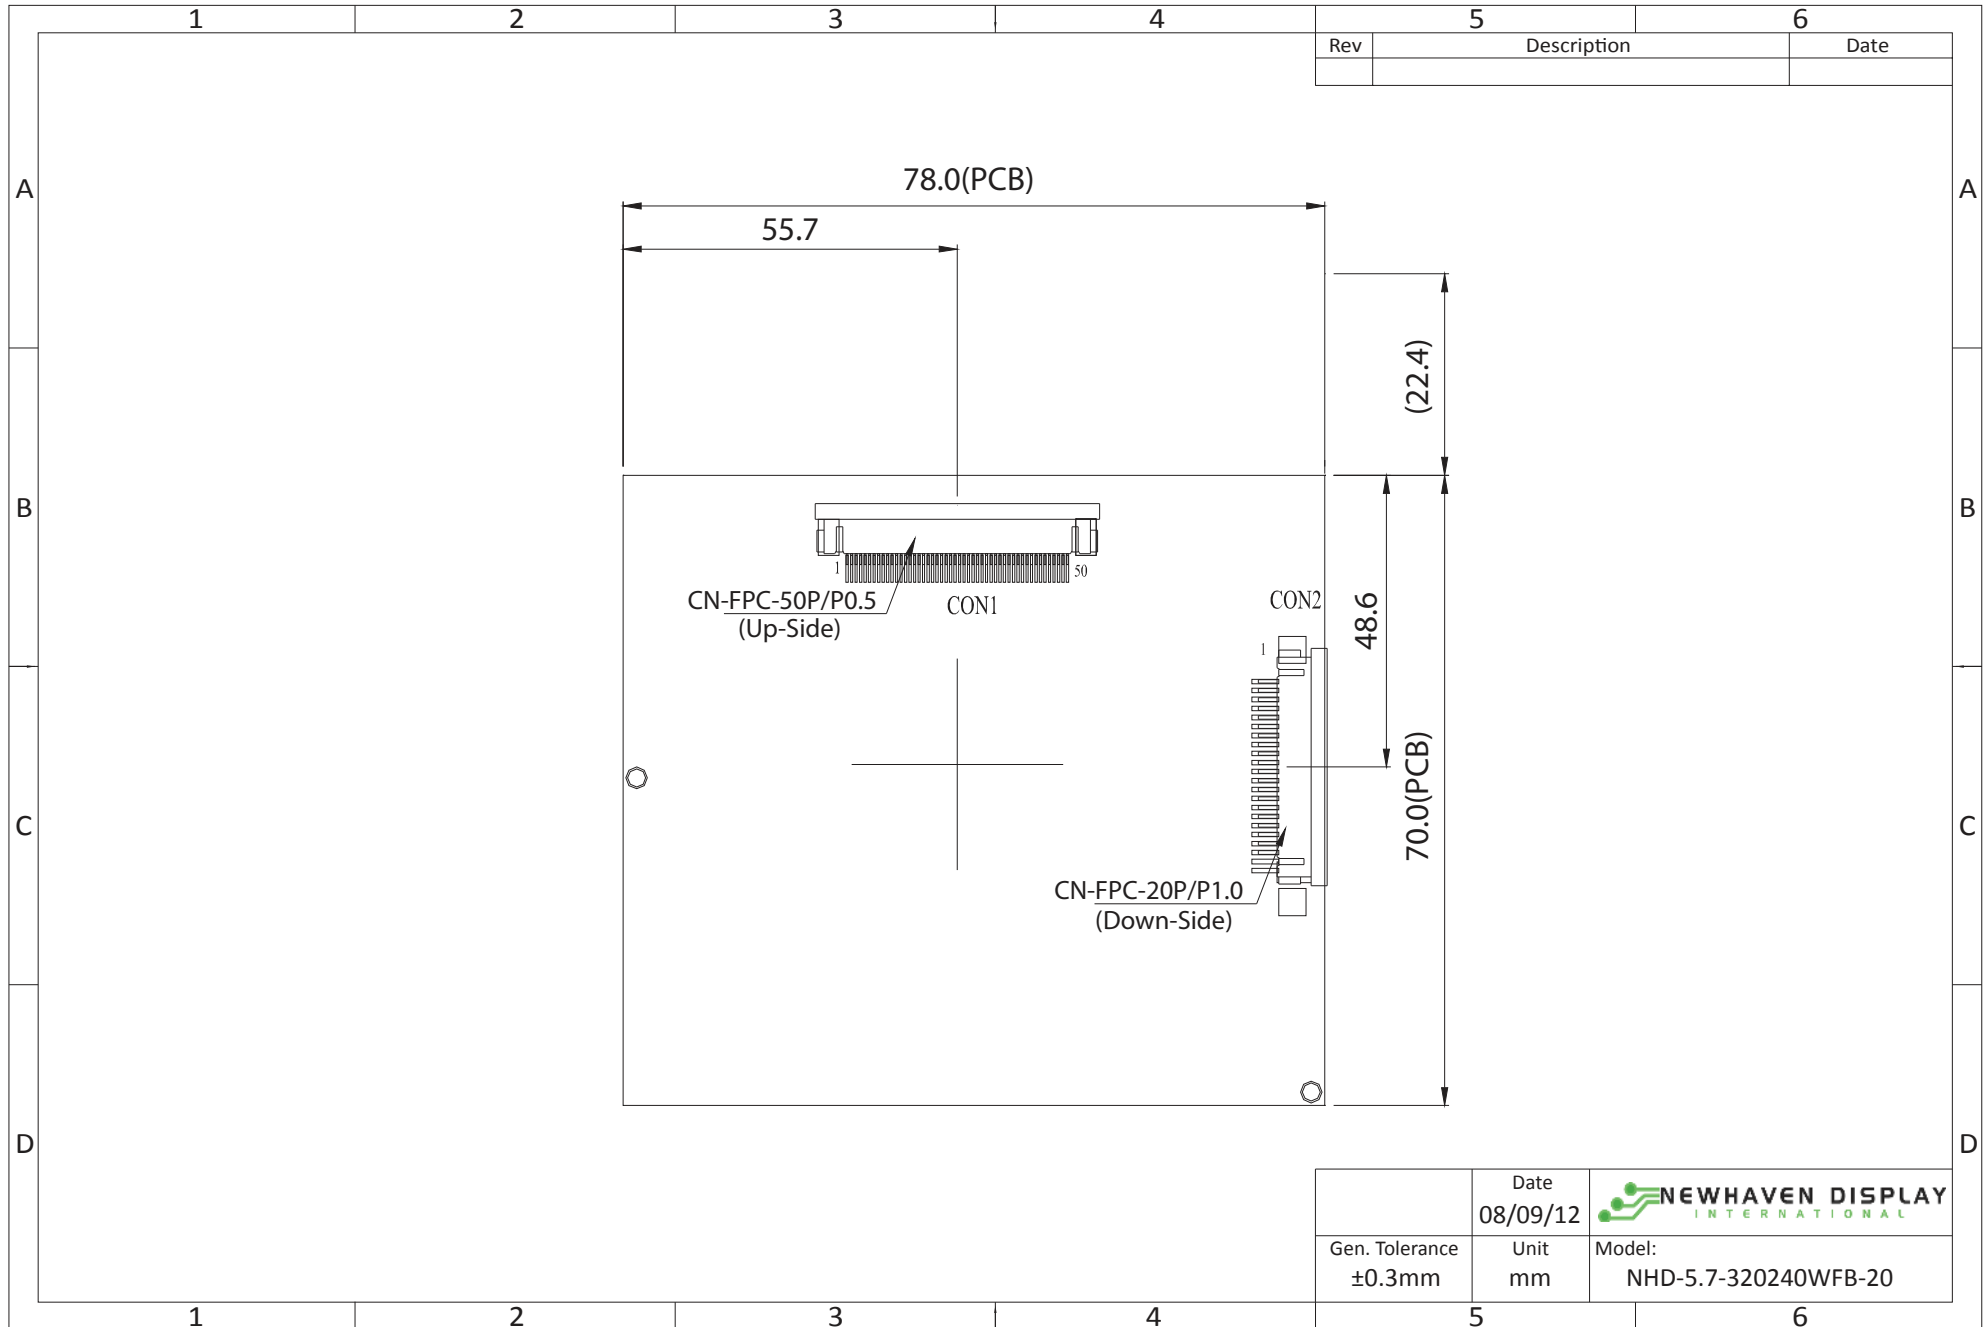 1 2 3 4 5 6
Rev Description Date
A A
78.0(PCB)
55.7
(22.4)
B B
1 50
CN-FPC-50P/P0.5
(Up-Side)
CON1
CON2
48.6
1
70.0(PCB)
C C
CN-FPC-20P/P1.0
(Down-Side)
D D
Date
08/09/12
NEWHAVEN DISPLAY
INTERNATIONAL
Gen. Tolerance
±0.3mm
Unit
mm
Model:
NHD-5.7-320240WFB-20
1 2 3 4 5 6